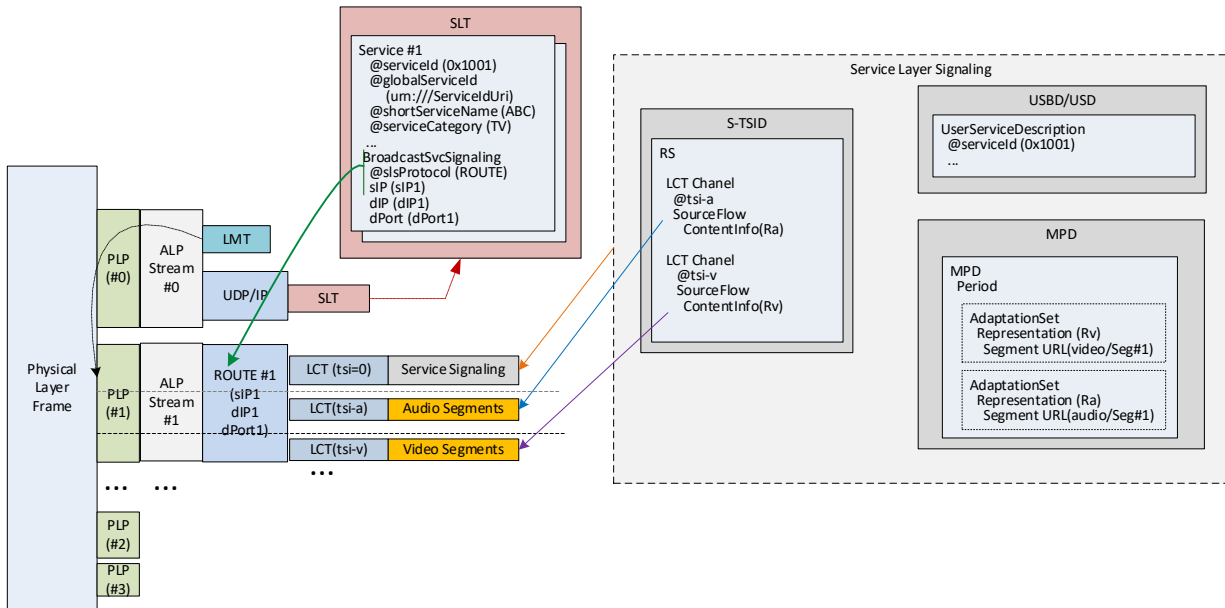 SLT
Service #1
@serviceId (0x1001)
@globalServiceId
(urn:///ServiceIdUri)
@shortServiceName (ABC)
@serviceCategory (TV)
...
BroadcastSvcSignaling
@slsProtocol (ROUTE)
sIP (sIP1)
dIP (dIP1)
dPort (dPort1)
Service Layer Signaling
S-TSID
RS
LCT Chanel
@tsi-a
SourceFlow
ContentInfo(Ra)
LCT Chanel
@tsi-v
SourceFlow
ContentInfo(Rv)
USBD/USD
UserServiceDescription
@serviceId (0x1001)
...
MPD
MPD
Period
AdaptationSet
Representation (Rv)
Segment URL(video/Seg#1)
AdaptationSet
Representation (Ra)
Segment URL(audio/Seg#1)
Physical
Layer
Frame
PLP
(#0)
ALP
Stream
#0
LMT
UDP/IP
SLT
PLP
(#1)
ALP
Stream
#1
ROUTE #1
(sIP1
dIP1
dPort1)
LCT (tsi=0)
Service Signaling
LCT(tsi-a)
Audio Segments
LCT(tsi-v)
Video Segments
...
...
...
PLP
(#2)
PLP
(#3)